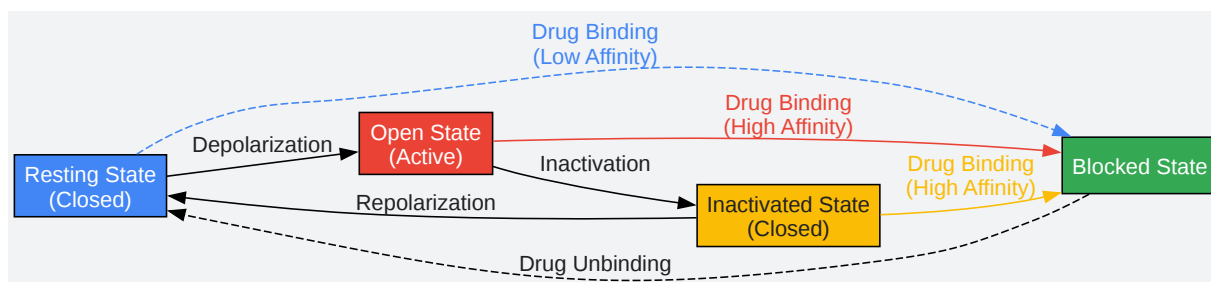 Drug Binding
(Low Affinity)
Drug Binding
(High Affinity)
Depolarization
Open State
(Active)
Inactivation
Drug Binding
(High Affinity)
Blocked State
Resting State
(Closed)
Repolarization
Inactivated State
(Closed)
Drug Unbinding